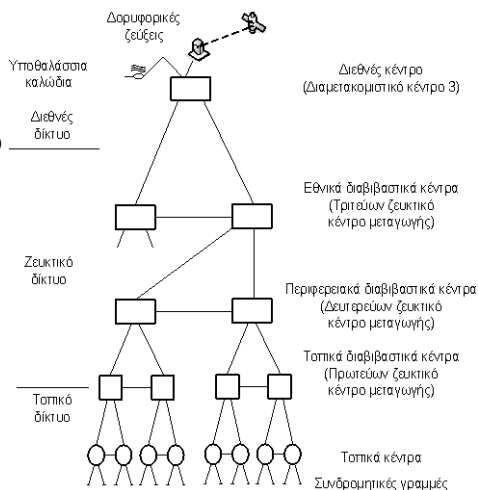 Δορυφορικές
ζεύξεις
Υποθαλάσσια
καλώδια
Διεθνές κέντρο
(Διαμετακομιστικό κέντρο 3)
Διεθνές
δίκτυο
Εθνικά διαβιβαστικά κέντρα
(Τριτεύων ζευκτικό
κέντρο μεταγωγής)
Ζευκτικό
δίκτυο
Περιφερειακά διαβιβαστικά κέντρα
(Δευτερεύων ζευκτικό
κέντρο μεταγωγής)
Τοπικά διαβιβαστικά κέντρα
(Πρωτεύων ζευκτικό
κέντρο μεταγωγής)
Τοπικό
δίκτυο
Τοπικά κέντρα
Συνδρομητικές γραμμές